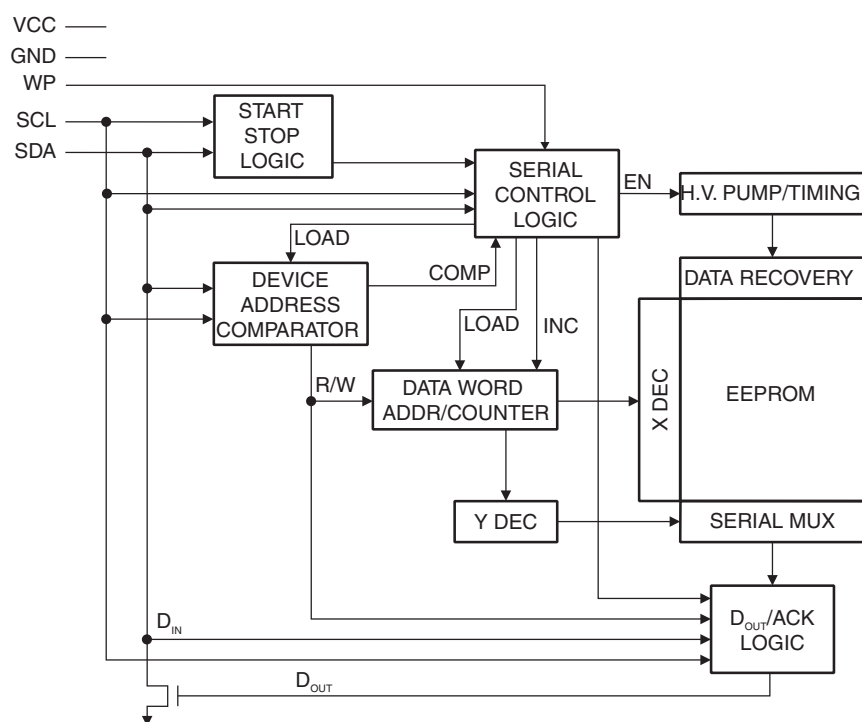 VCC
GND
WP
SCL
SDA
START
STOP
LOGIC
SERIAL
CONTROL
LOGIC
EN
H.V. PUMP/TIMING
LOAD
COMP
DEVICE
ADDRESS
COMPARATOR
LOAD
INC
DATA RECOVERY
R/W
DATA WORD
ADDR/COUNTER
X DEC
EEPROM
Y DEC
SERIAL MUX
DIN
DOUT/ACK
LOGIC
DOUT